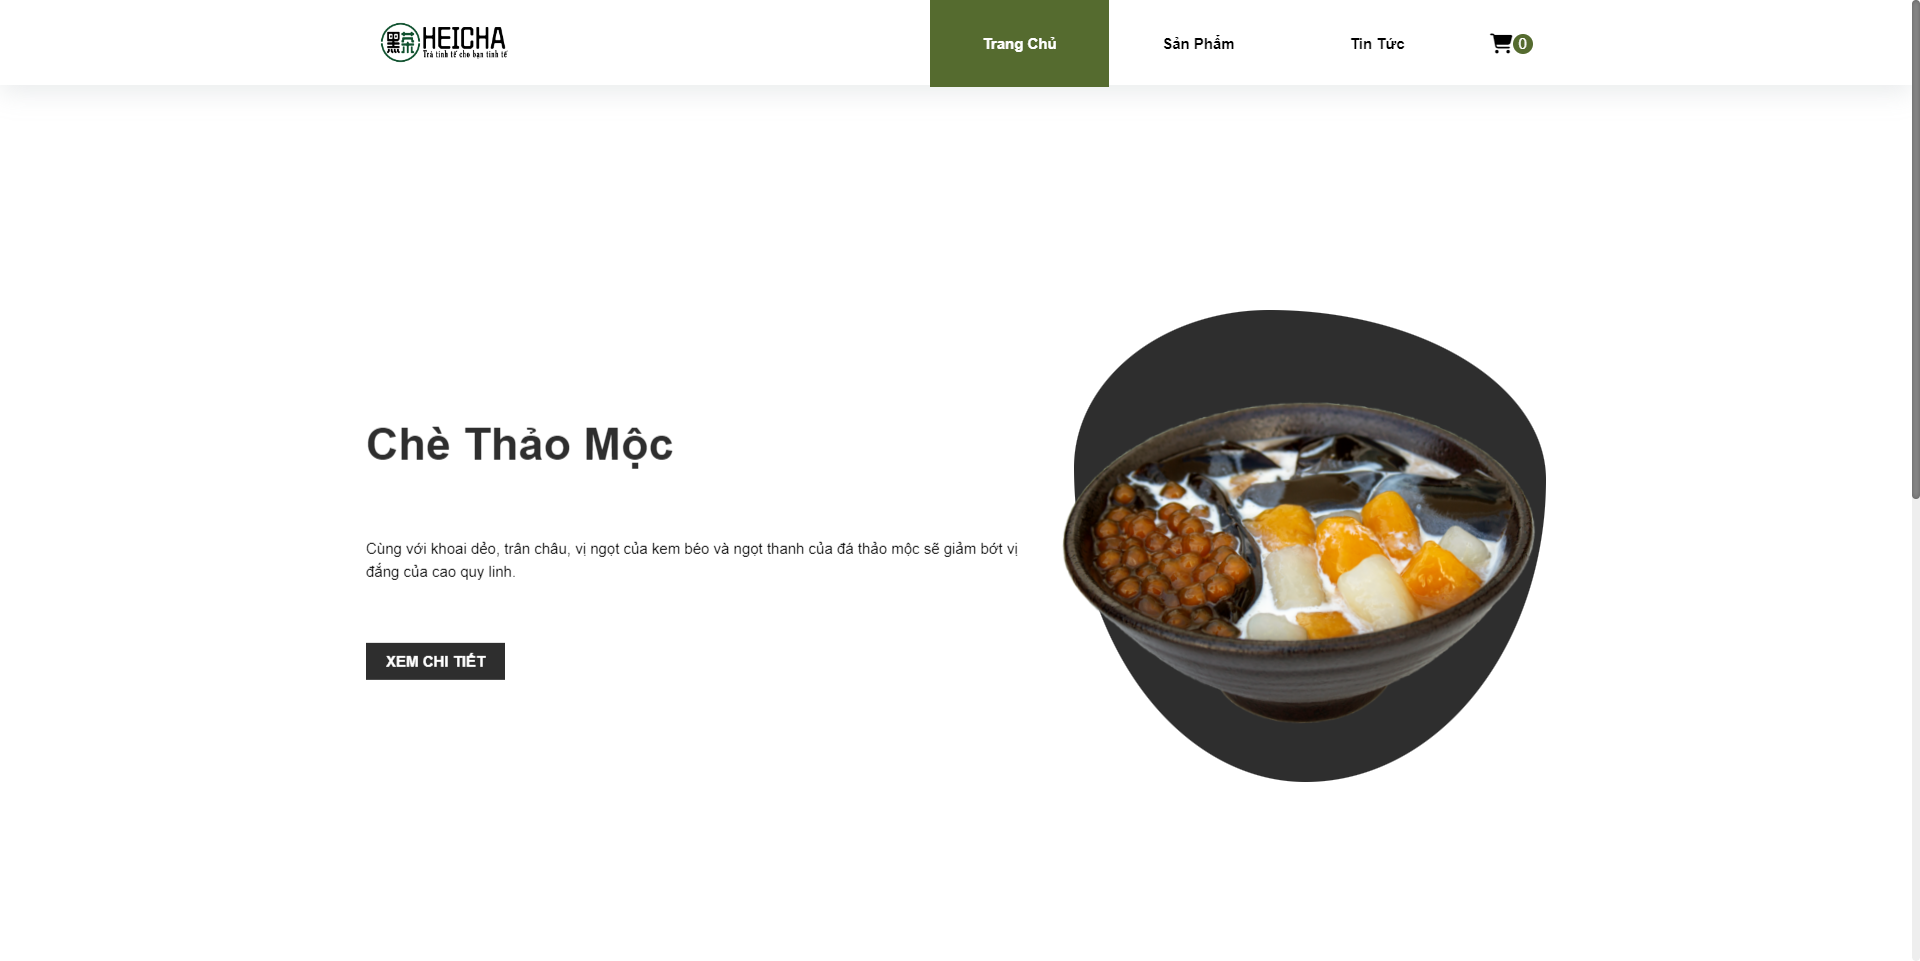 黑茶 HEICHA
Trà tinh tế cho bạn tinh tế
Trang Chủ
Sản Phẩm
Tin Tức
0
Chè Thảo Mộc
Cùng với khoai dẻo, trân châu, vị ngọt của kem béo và ngọt thanh của đá thảo mộc sẽ giảm bớt vị
đắng của cao quy linh.
XEM CHI TIẾT